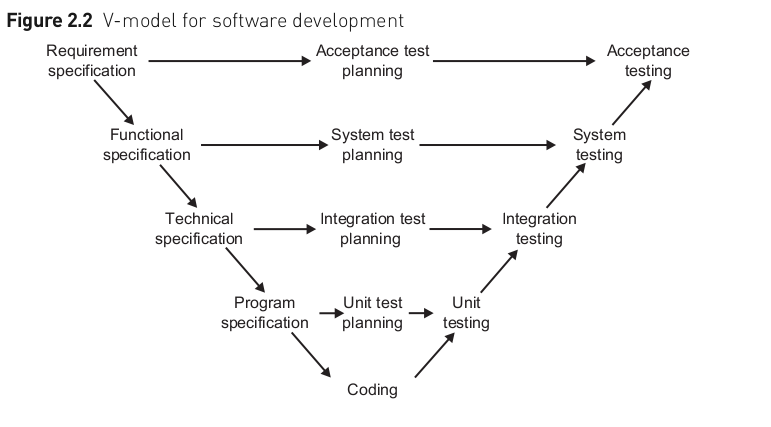 Figure 2.2 V-model for software development
Requirement
specification
Acceptance test
planning
Acceptance
testing
Functional
specification
System test
planning
System
testing
Technical
specification
Integration test
planning
Integration
testing
Program
specification
Unit test
planning
Unit
testing
Coding